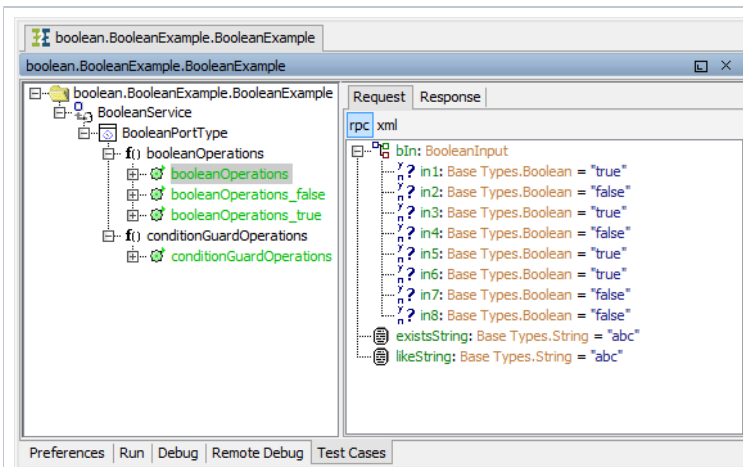 boolean.BooleanExample.BooleanExample
boolean.BooleanExample.BooleanExample
boolean.BooleanExample.BooleanExample
BooleanService
BooleanPortType
f() booleanOperations
booleanOperations
booleanOperations_false
booleanOperations_true
f() conditionGuardOperations
conditionGuardOperations
Request Response
rpc xml
bIn: BooleanInput
in1: Base Types.Boolean = "true"
in2: Base Types.Boolean = "false"
in3: Base Types.Boolean = "true"
in4: Base Types.Boolean = "false"
in5: Base Types.Boolean = "true"
in6: Base Types.Boolean = "true"
in7: Base Types.Boolean = "false"
in8: Base Types.Boolean = "false"
existsString: Base Types.String = "abc"
likeString: Base Types.String = "abc"
Preferences Run Debug Remote Debug Test Cases